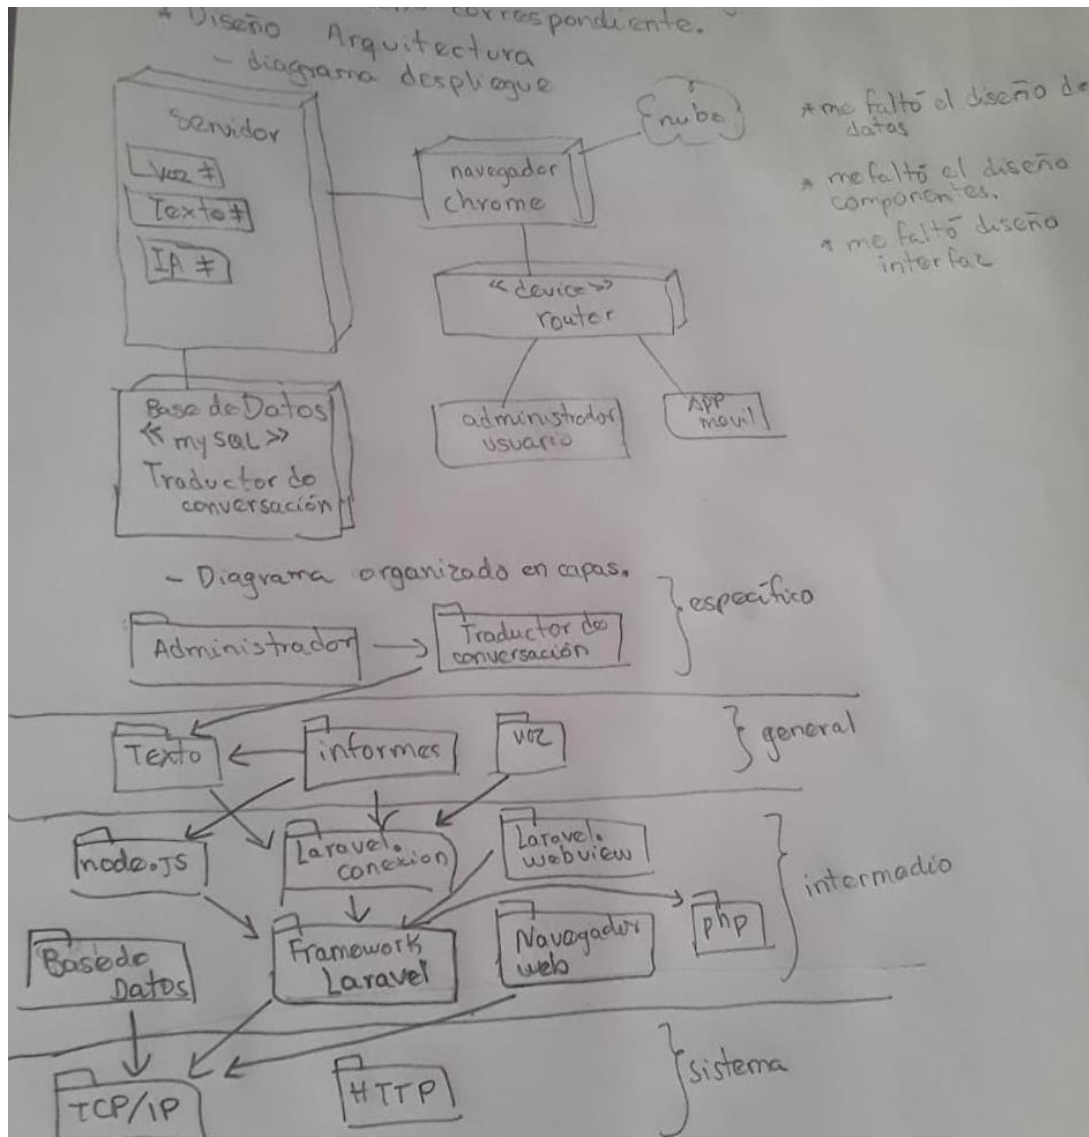 correspondiente.
* Diseño Arquitectura
- diagrama despliegue
Servidor
Voz
Texto
IA
navegador
chrome
nube
* me faltó el diseño de
datos
* me faltó el diseño
componentes.
* me faltó diseño
interfaz
<<device>>
router
Base de Datos
<<mySQL>>
Traductor de
conversación
administrador
usuario
APP
movil
- Diagrama organizado en capas.
Administrador
Traductor de
conversación
específico
Texto
informes
voz
general
node.JS
Laravel.
conexion
Laravel.
webview
intermedio
Base de
Datos
Framework
Laravel
Navegador
web
php
TCP/IP
HTTP
sistema